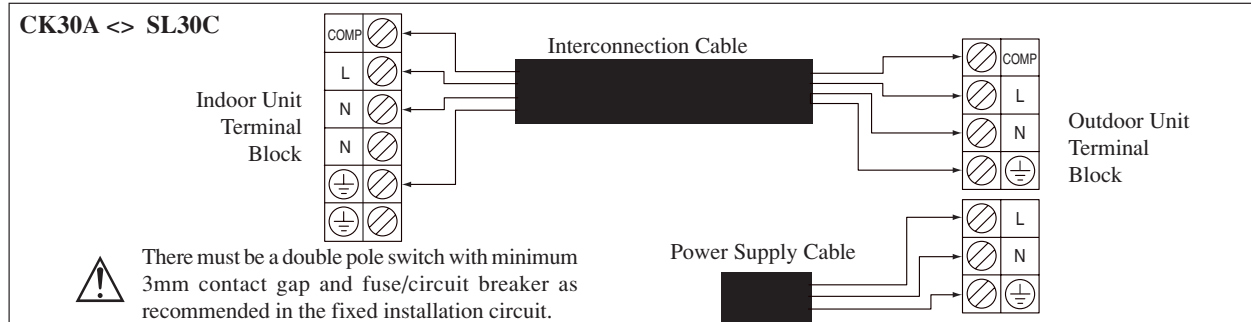 CK30A <> SL30C
Interconnection Cable
Indoor Unit
Terminal
Block
COMP
L
N
N
COMP
L
N
Outdoor Unit
Terminal
Block
Power Supply Cable
L
N
There must be a double pole switch with minimum
3mm contact gap and fuse/circuit breaker as
recommended in the fixed installation circuit.